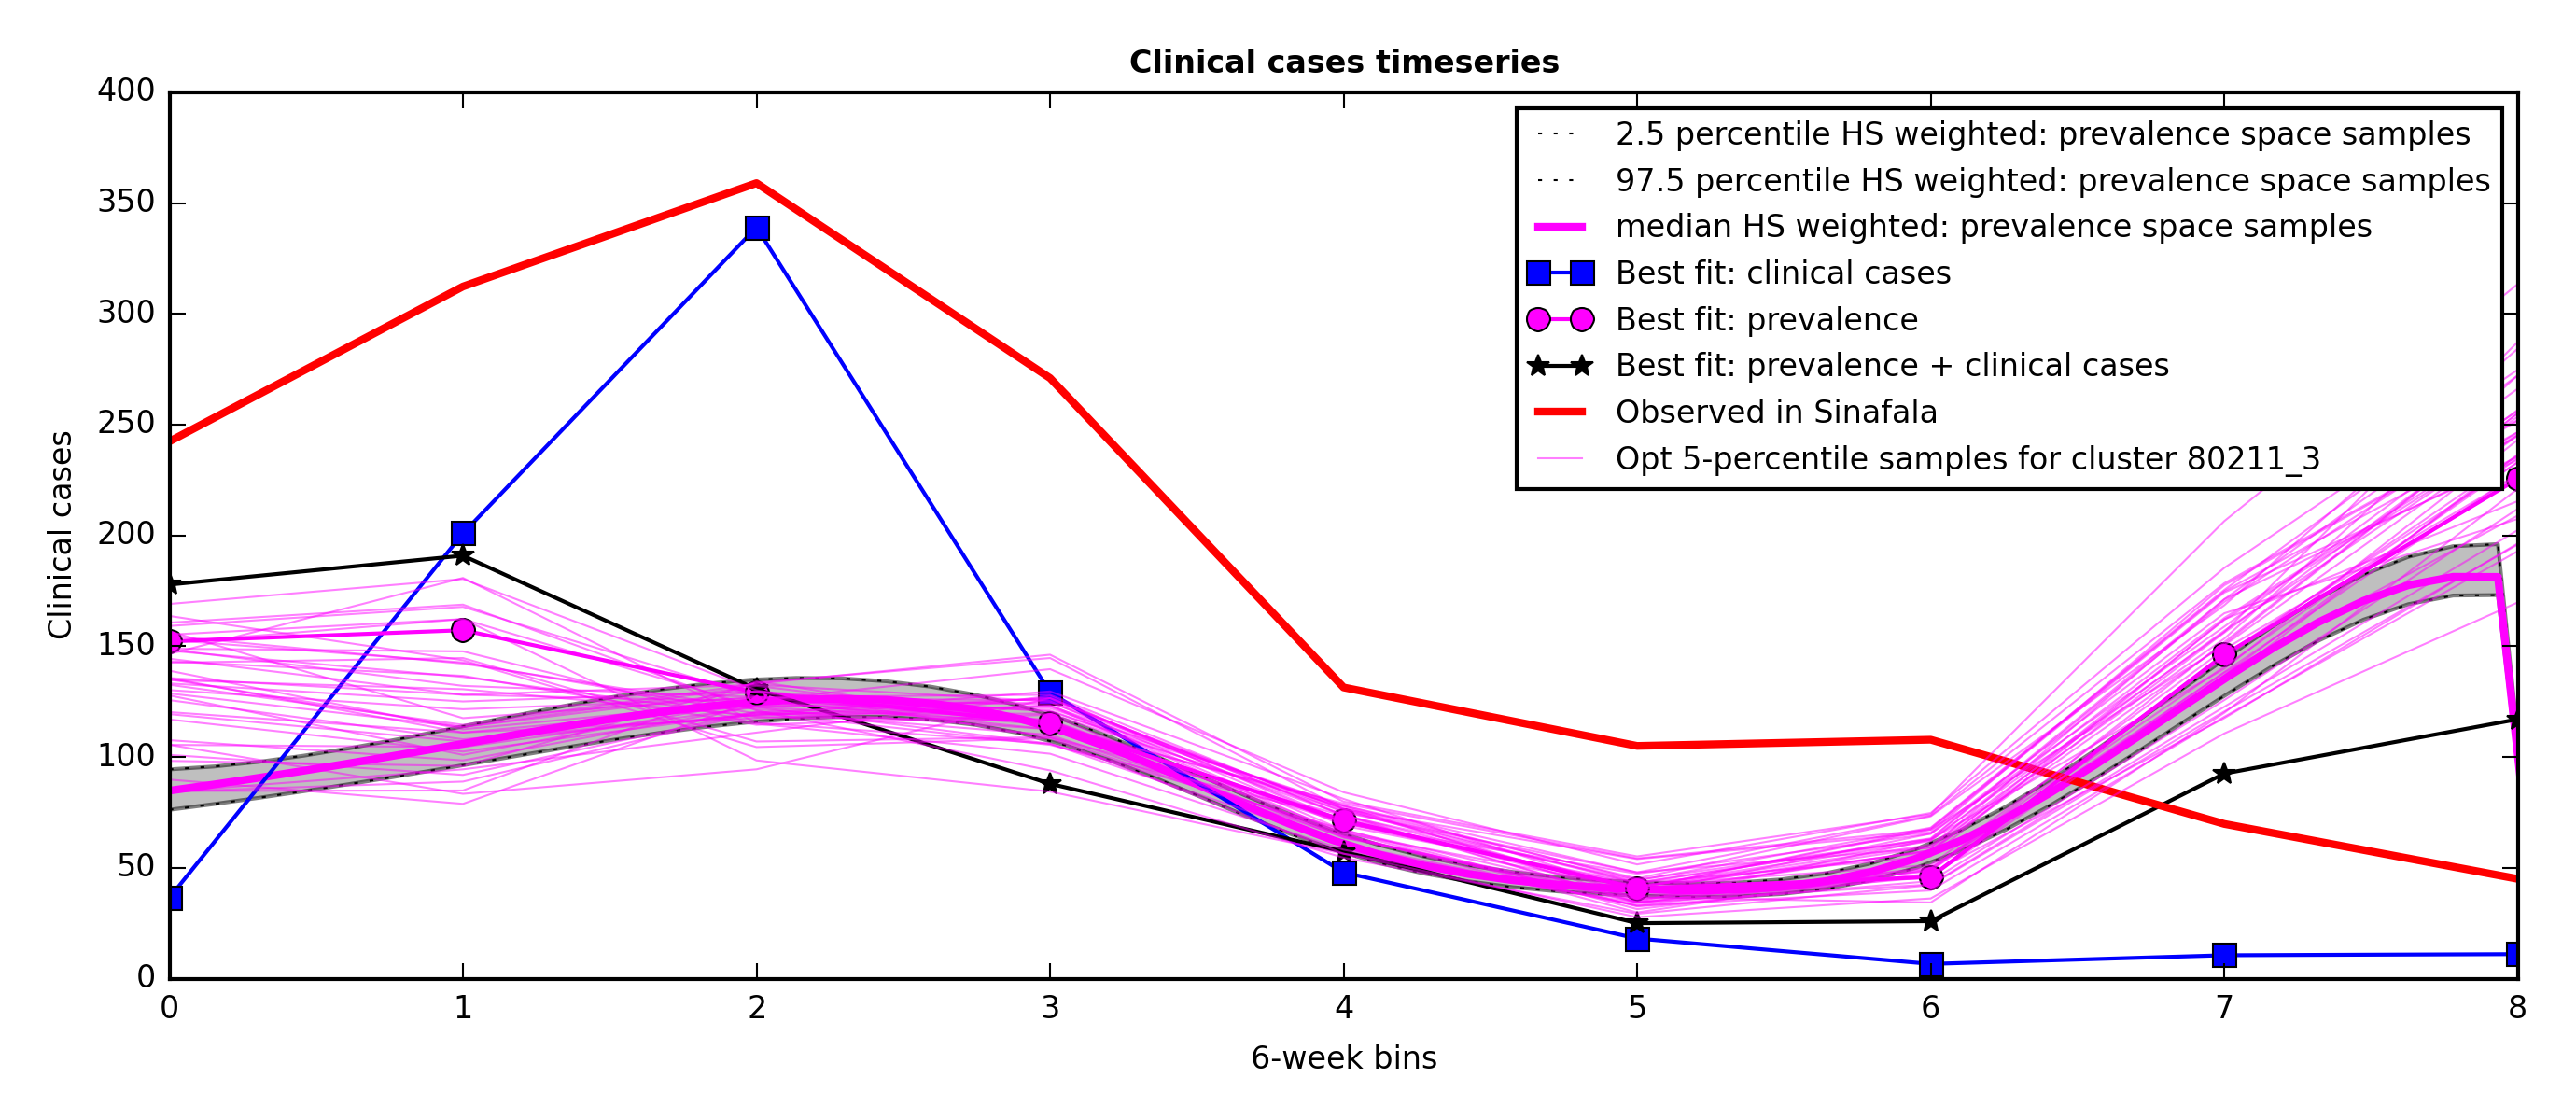 Clinical cases timeseries
400
350
300
250
200
150
100
50
0
Clinical cases
2.5 percentile HS weighted: prevalence space samples
97.5 percentile HS weighted: prevalence space samples
median HS weighted: prevalence space samples
Best fit: clinical cases
Best fit: prevalence
Best fit: prevalence + clinical cases
Observed in Sinafala
Opt 5-percentile samples for cluster 80211_3
0 1 2 3 4 5 6 7 8
6-week bins